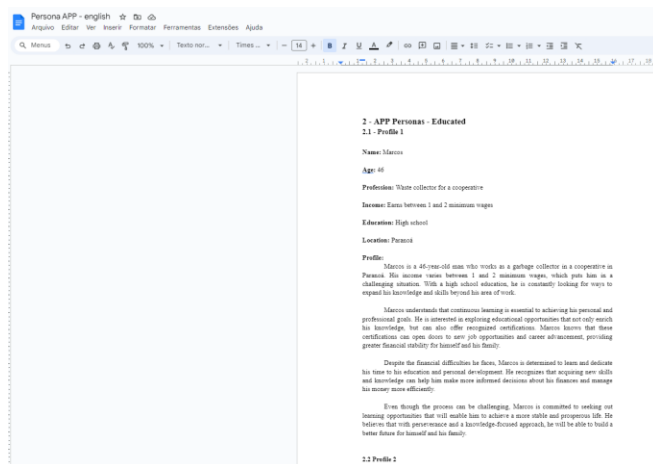 Persona APP - english
Arquivo Editar Ver Inserir Formatar Ferramentas Extensões Ajuda
Menus 100% Texto nor... Times ... 14
2 - APP Personas - Educated
2.1 - Profile 1
Name: Marcos
Age: 46
Profession: Waste collector for a cooperative
Income: Earns between 1 and 2 minimum wages
Education: High school
Location: Paranoá
Profile:
Marcos is a 46-year-old man who works as a garbage collector in a cooperative in
Paranoá. His income varies between 1 and 2 minimum wages, which puts him in a
challenging situation. With a high school education, he is constantly looking for ways to
expand his knowledge and skills beyond his area of work.
Marcos understands that continuous learning is essential to achieving his personal and
professional goals. He is interested in exploring educational opportunities that not only enrich
his knowledge, but can also offer recognized certifications. Marcos knows that these
certifications can open doors to new job opportunities and career advancement, providing
greater financial stability for himself and his family.
Despite the financial difficulties he faces, Marcos is determined to learn and dedicate
his time to his education and personal development. He recognizes that acquiring new skills
and knowledge can help him make more informed decisions about his finances and manage
his money more efficiently.
Even though the process can be challenging, Marcos is committed to seeking out
learning opportunities that will enable him to achieve a more stable and prosperous life. He
believes that with perseverance and a knowledge-focused approach, he will be able to build a
better future for himself and his family.
2.2 Profile 2